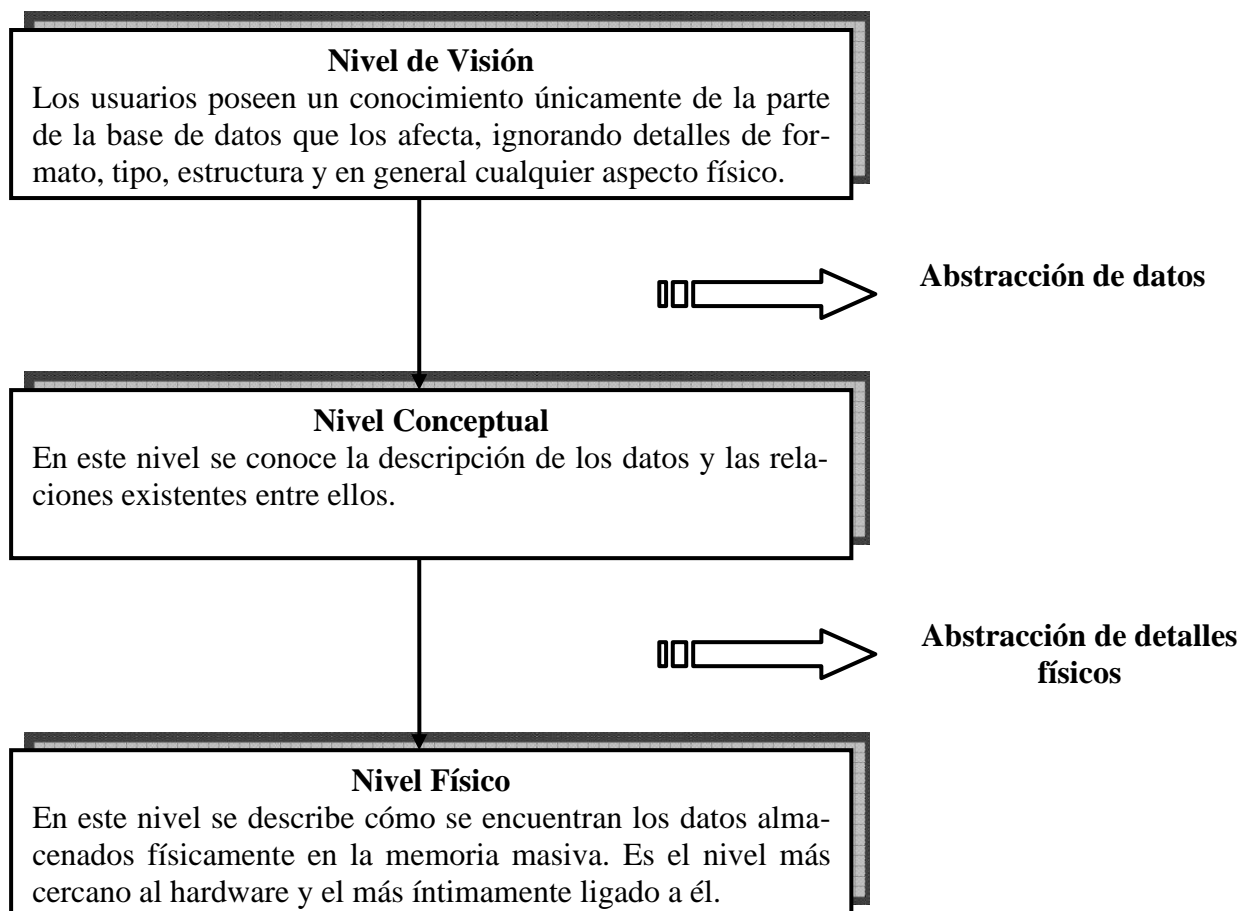 Nivel de Visión
Los usuarios poseen un conocimiento únicamente de la parte
de la base de datos que los afecta, ignorando detalles de for-
mato, tipo, estructura y en general cualquier aspecto físico.
Abstracción de datos
Nivel Conceptual
En este nivel se conoce la descripción de los datos y las rela-
ciones existentes entre ellos.
Abstracción de detalles
físicos
Nivel Físico
En este nivel se describe cómo se encuentran los datos alma-
cenados físicamente en la memoria masiva. Es el nivel más
cercano al hardware y el más íntimamente ligado a él.